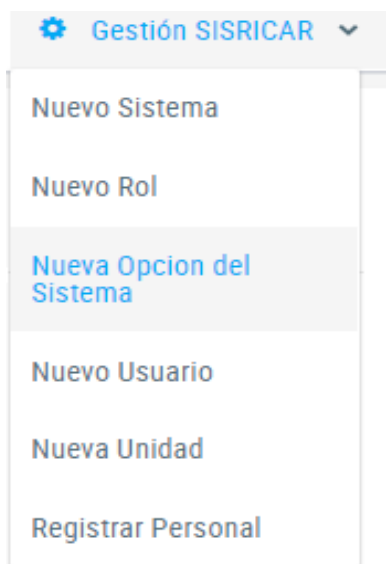 Gestión SISRICAR
Nuevo Sistema
Nuevo Rol
Nueva Opcion del
Sistema
Nuevo Usuario
Nueva Unidad
Registrar Personal